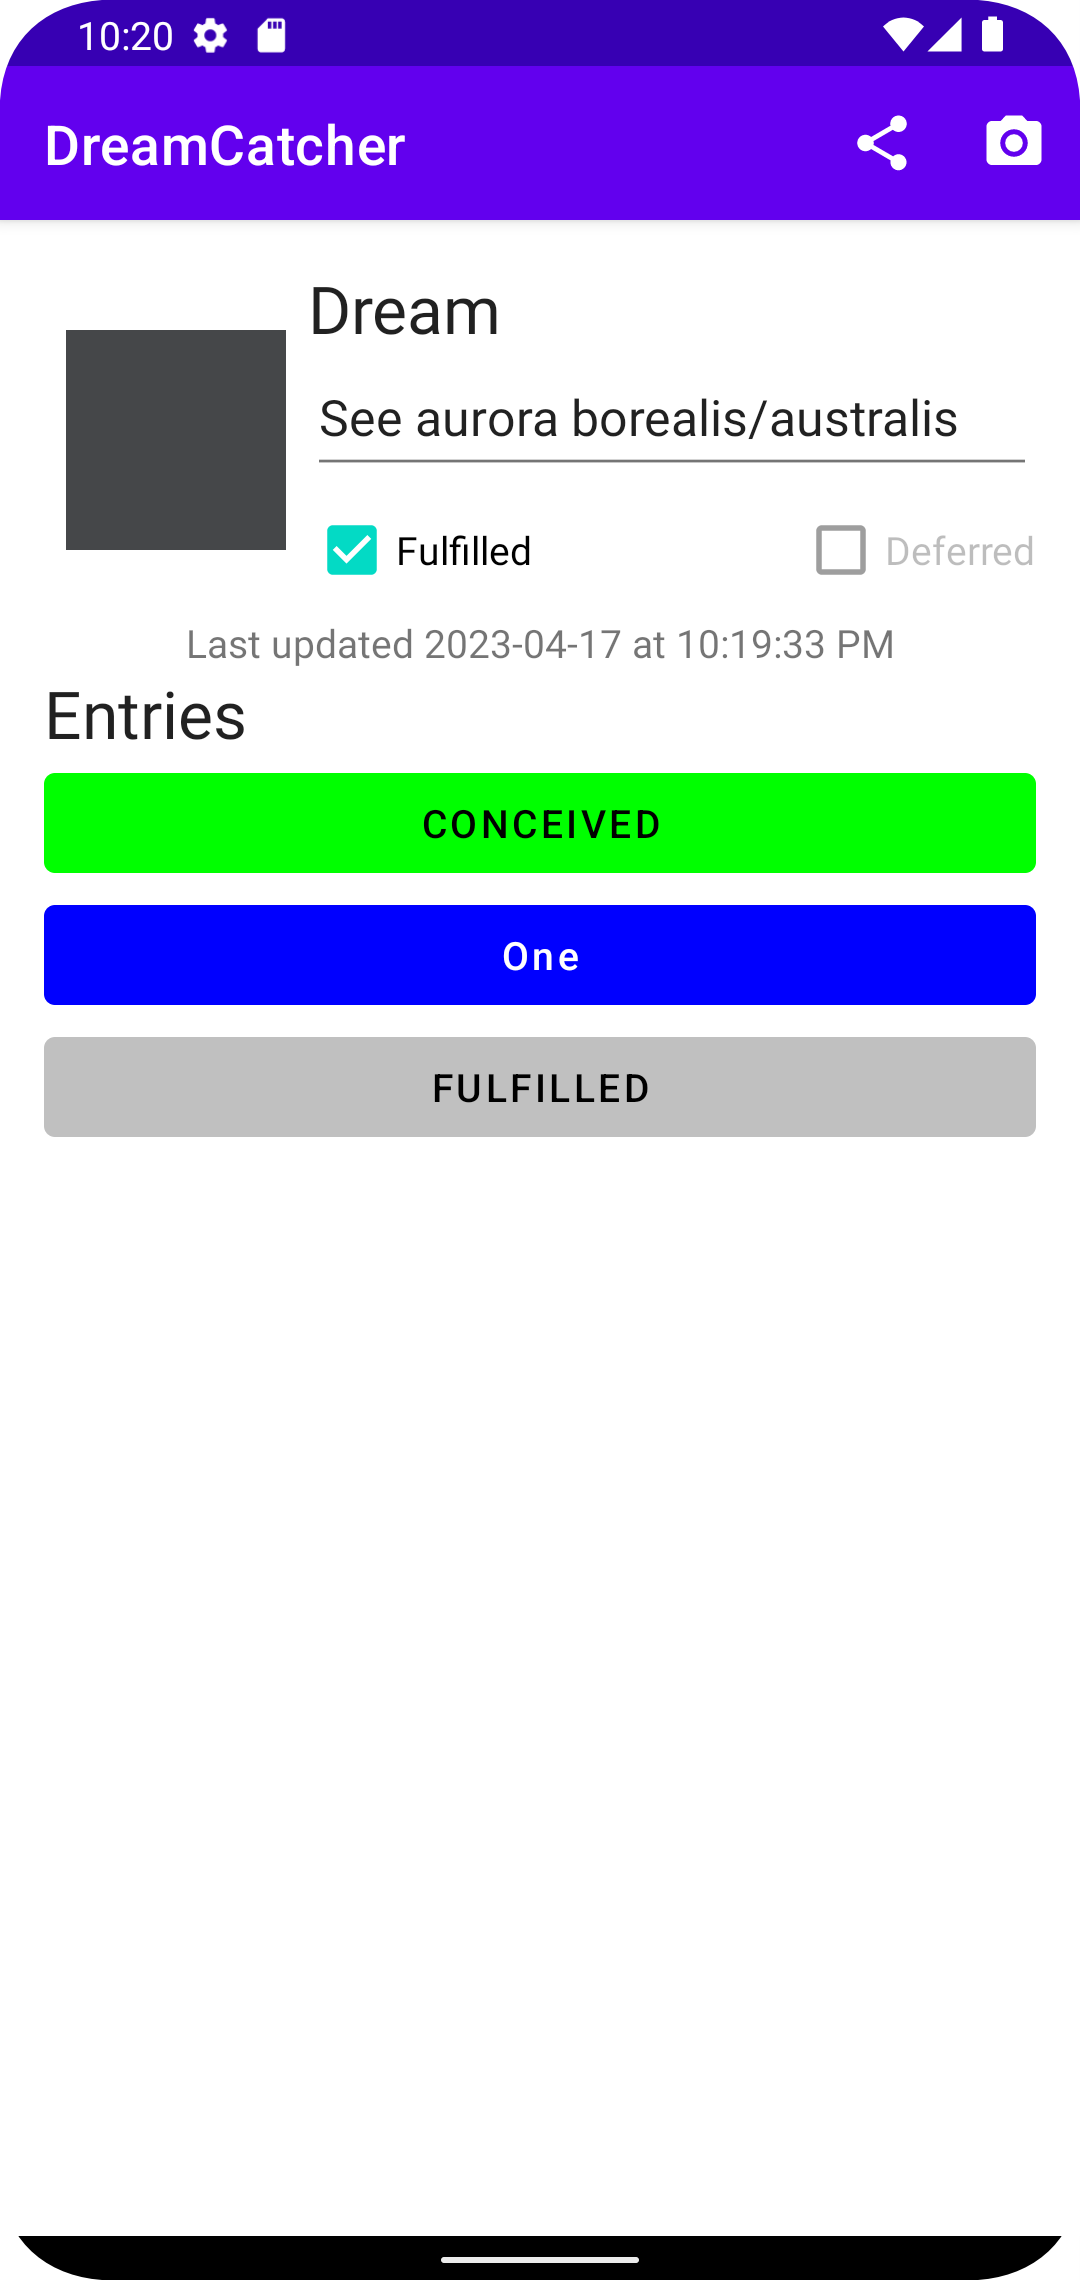 10:20
DreamCatcher
Dream
See aurora borealis/australis
Fulfilled Deferred
Last updated 2023-04-17 at 10:19:33 PM
Entries
CONCEIVED
One
FULFILLED